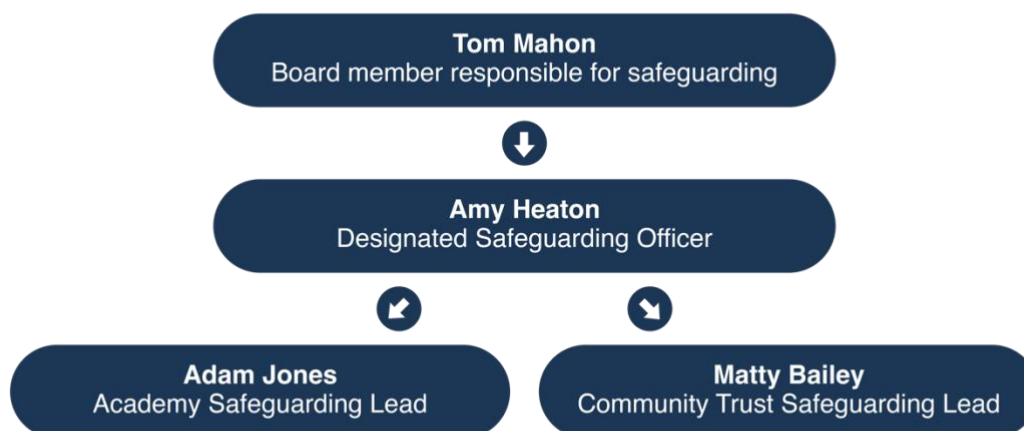 Tom Mahon
Board member responsible for safeguarding
Amy Heaton
Designated Safeguarding Officer
Adam Jones
Academy Safeguarding Lead
Matty Bailey
Community Trust Safeguarding Lead